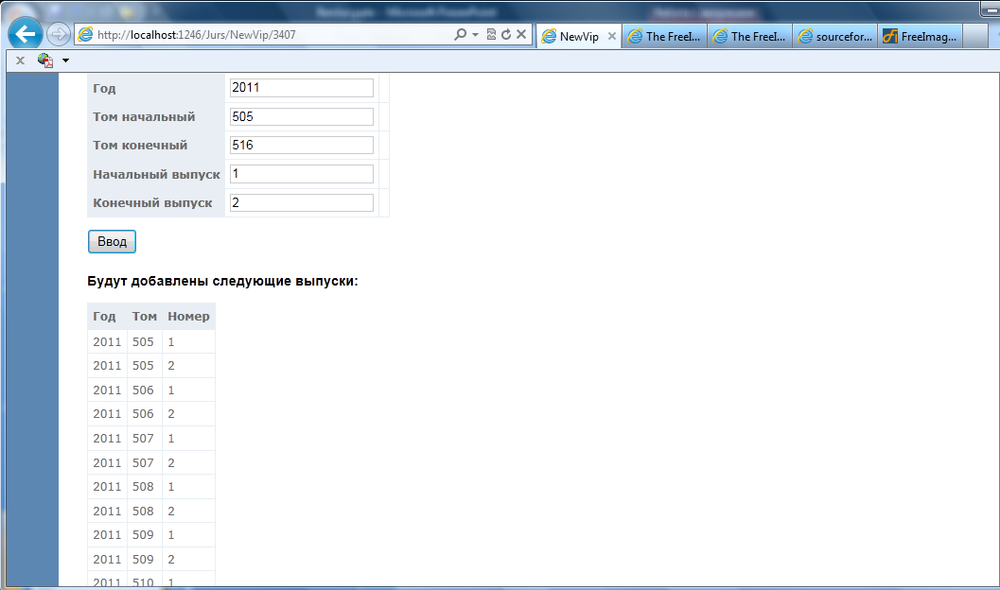 http://localhost:1246/Jurs/NewVip/3407
NewVip
The FreeI...
The FreeI...
sourcefor...
FreeImag...
Год 2011
Том начальный 505
Том конечный 516
Начальный выпуск 1
Конечный выпуск 2
Ввод
Будут добавлены следующие выпуски:
Год Том Номер
2011 505 1
2011 505 2
2011 506 1
2011 506 2
2011 507 1
2011 507 2
2011 508 1
2011 508 2
2011 509 1
2011 509 2
2011 510 1